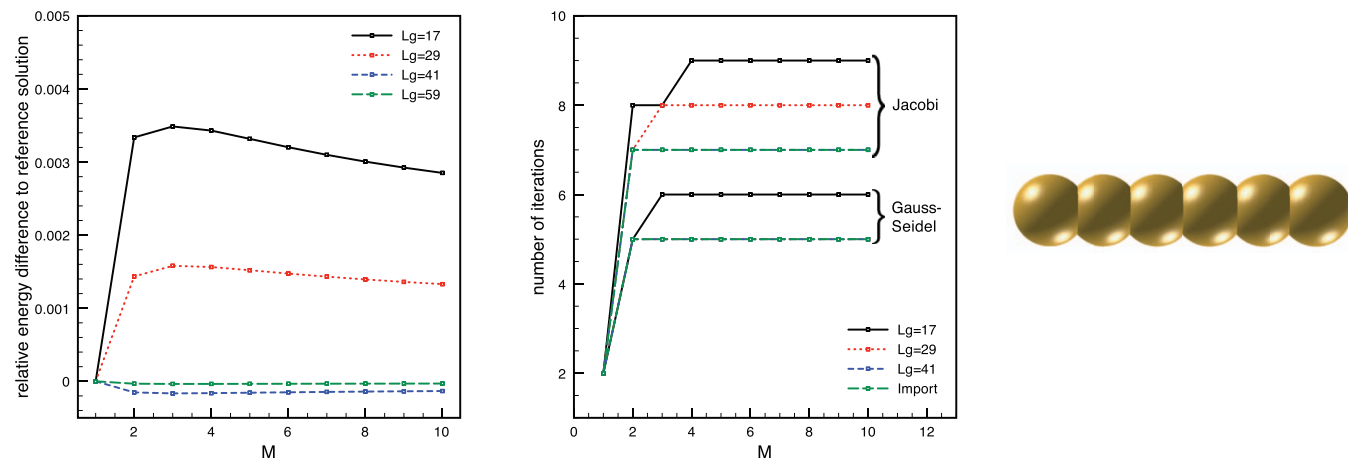 relative energy difference to reference solution
0.005
0.004
0.003
0.002
0.001
0
2
4
6
8
10
M
Lg=17
Lg=29
Lg=41
Lg=59
number of iterations
10
8
6
4
2
0
2
4
6
8
10
12
M
Jacobi
Gauss-
Seidel
Lg=17
Lg=29
Lg=41
Import